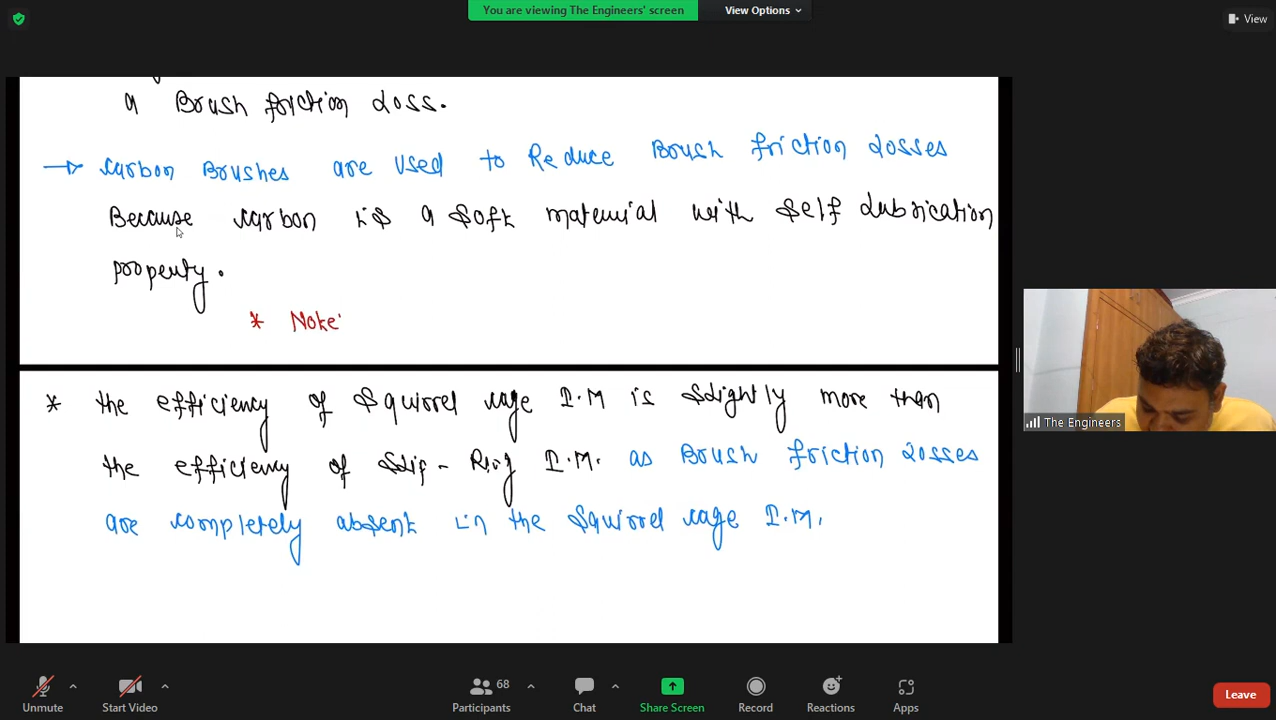 You are viewing The Engineers' screen
View Options
View
a Brush friction Loss.
→ carbon Brushes are used to Reduce Brush friction Losses
Because carbon is a soft material with self Lubrication
property.
* Note:
* the efficiency of Squirrel cage I.M is slightly more than
the efficiency of Slip-Ring I.M. as Brush friction Losses
are completely absent in the Squirrel cage I.M.
The Engineers
Unmute
Start Video
68
Participants
Chat
Share Screen
Record
Reactions
Apps
Leave